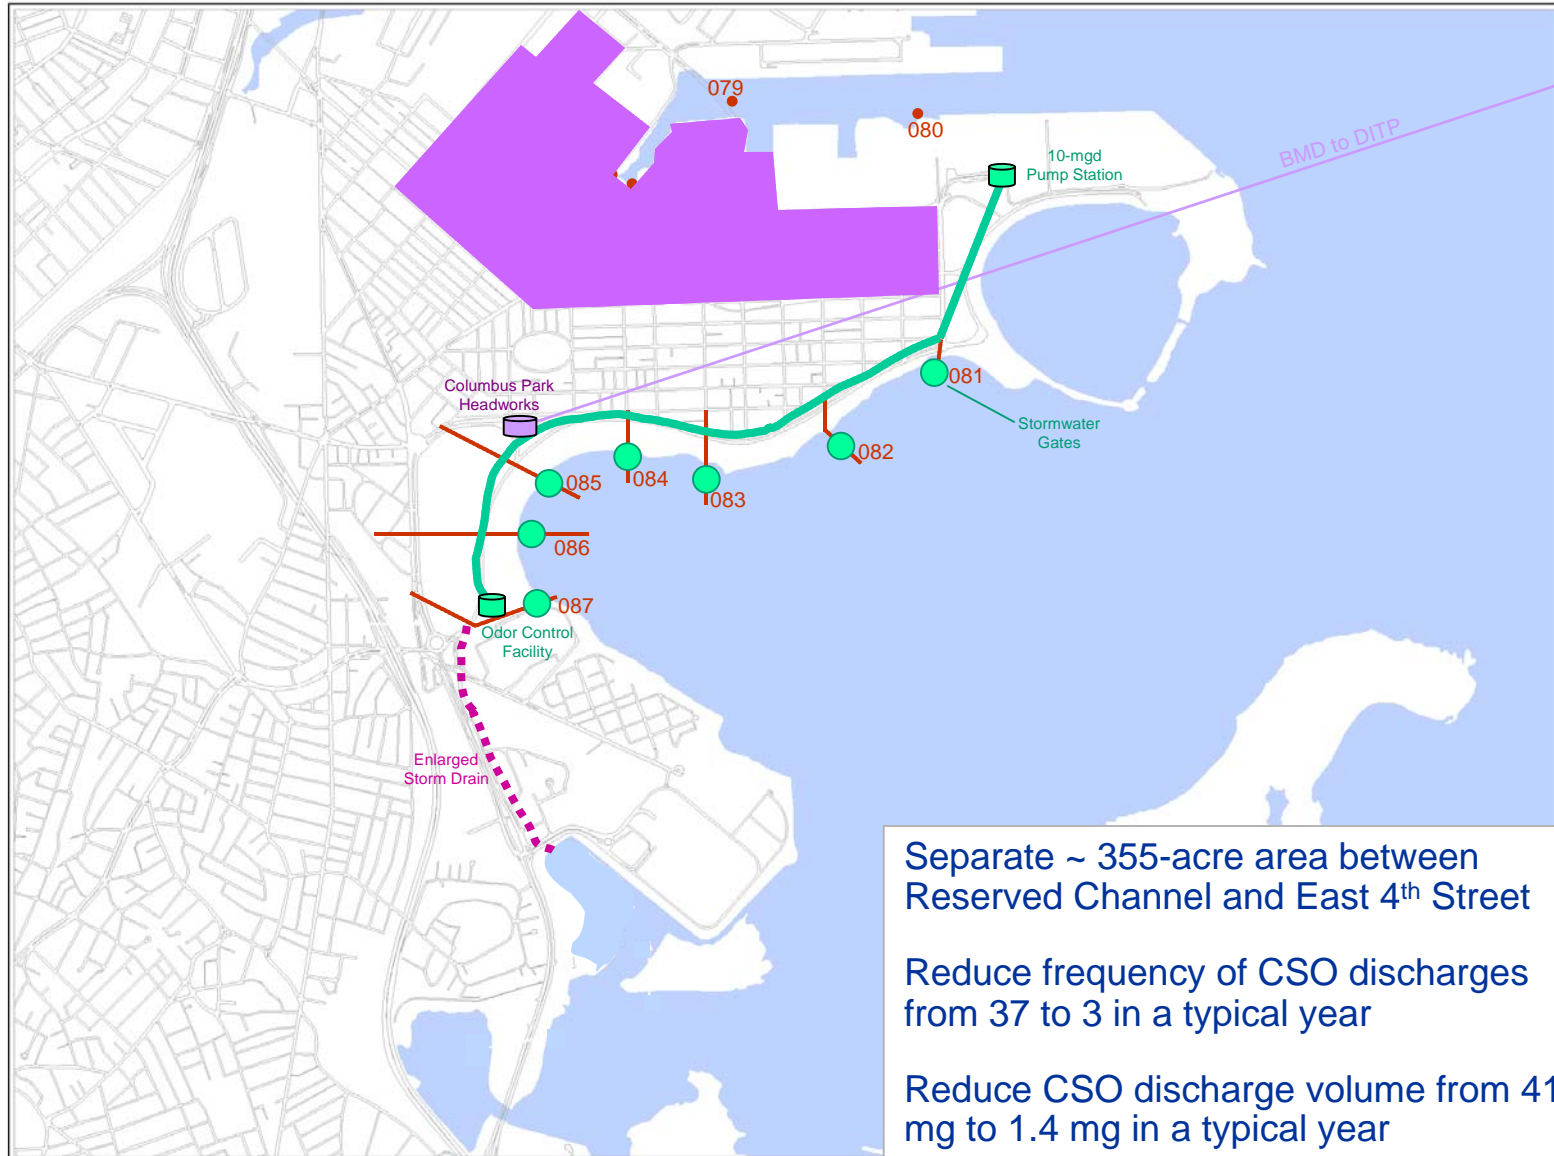 079
080
10-mgd
Pump Station
BMD to DITP
Columbus Park
Headworks
081
Stormwater
Gates
082
085
084
083
086
087
Odor Control
Facility
Enlarged
Storm Drain
Separate ~ 355-acre area between
Reserved Channel and East 4th Street
Reduce frequency of CSO discharges
from 37 to 3 in a typical year
Reduce CSO discharge volume from 41
mg to 1.4 mg in a typical year